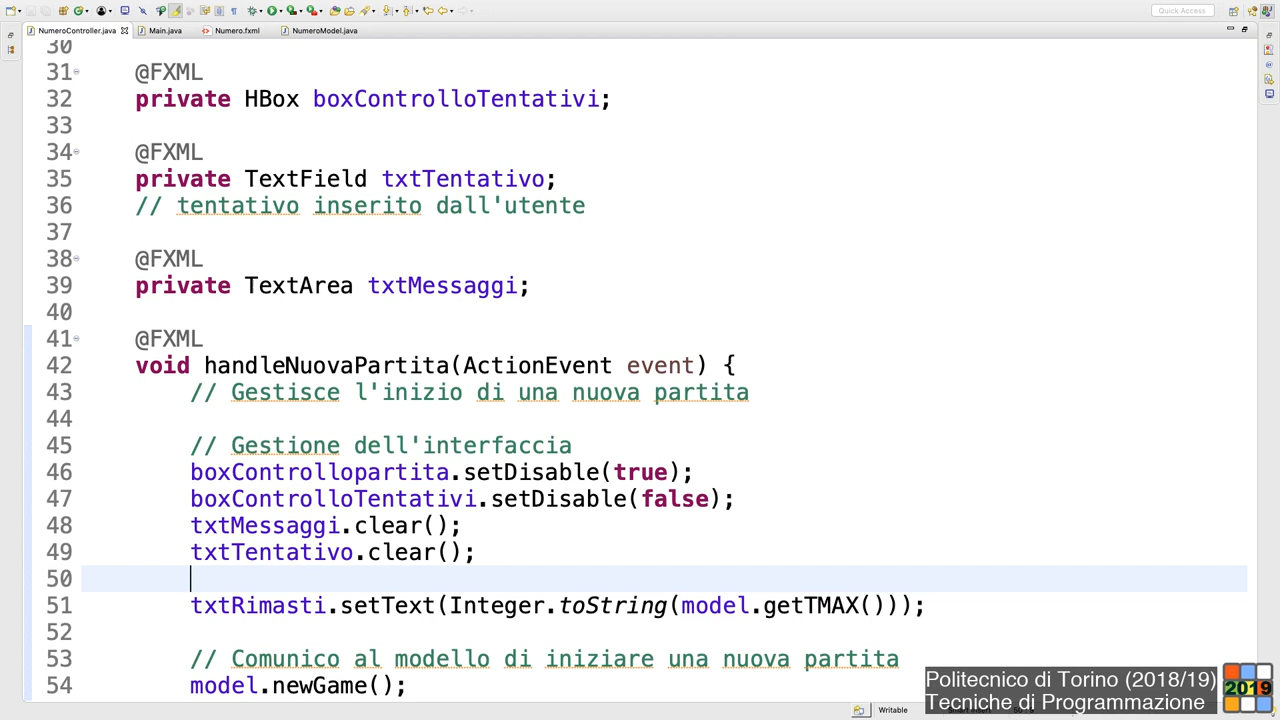 Quick Access
NumeroController.java Main.java Numero.fxml NumeroModel.java
30
31 @FXML
32 private HBox boxControlloTentativi;
33
34 @FXML
35 private TextField txtTentativo;
36 // tentativo inserito dall'utente
37
38 @FXML
39 private TextArea txtMessaggi;
40
41 @FXML
42 void handleNuovaPartita(ActionEvent event) {
43 // Gestisce l'inizio di una nuova partita
44
45 // Gestione dell'interfaccia
46 boxControllopartita.setDisable(true);
47 boxControlloTentativi.setDisable(false);
48 txtMessaggi.clear();
49 txtTentativo.clear();
50
51 txtRimasti.setText(Integer.toString(model.getTMAX()));
52
53 // Comunico al modello di iniziare una nuova partita
54 model.newGame();
Politecnico di Torino (2018/19)
Tecniche di Programmazione
2019
Writable